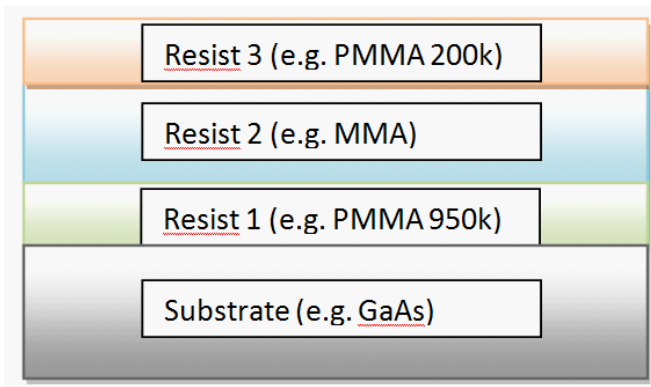 Resist 3 (e.g. PMMA 200k)
Resist 2 (e.g. MMA)
Resist 1 (e.g. PMMA 950k)
Substrate (e.g. GaAs)